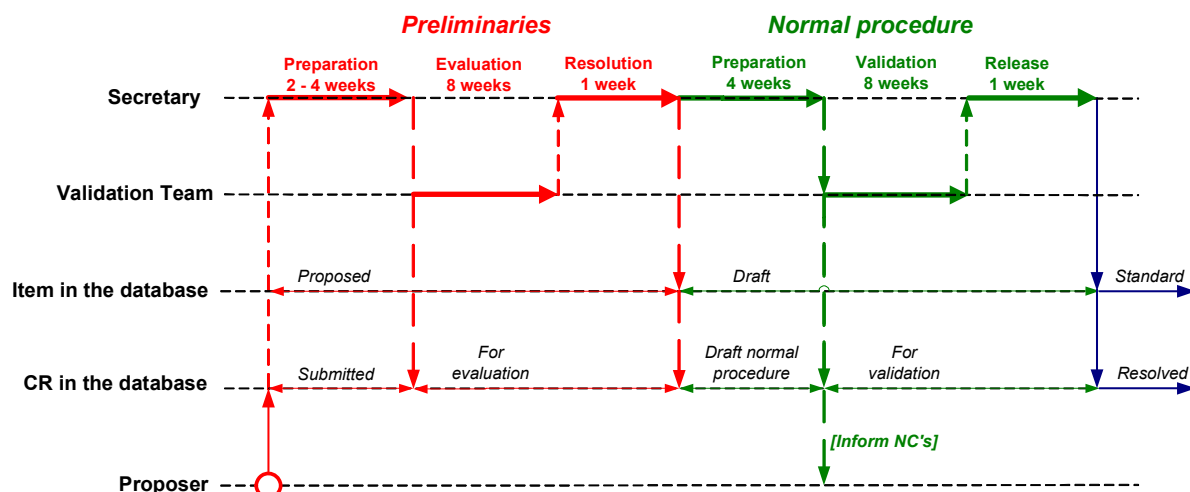 Preliminaries
Normal procedure
Preparation
2 - 4 weeks
Evaluation
8 weeks
Resolution
1 week
Preparation
4 weeks
Validation
8 weeks
Release
1 week
Secretary
Validation Team
Item in the database
Proposed
Draft
Standard
CR in the database
Submitted
For
evaluation
Draft normal
procedure
For
validation
Resolved
[Inform NC's]
Proposer